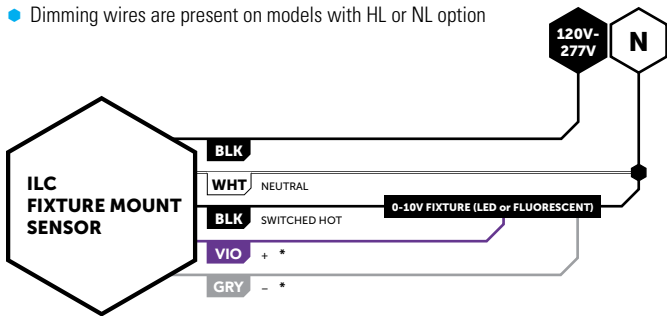 Dimming wires are present on models with HL or NL option
120V-
277V
N
BLK
ILC
FIXTURE MOUNT
SENSOR
WHT NEUTRAL
BLK SWITCHED HOT
0-10V FIXTURE (LED or FLUORESCENT)
VIO + *
GRY – *